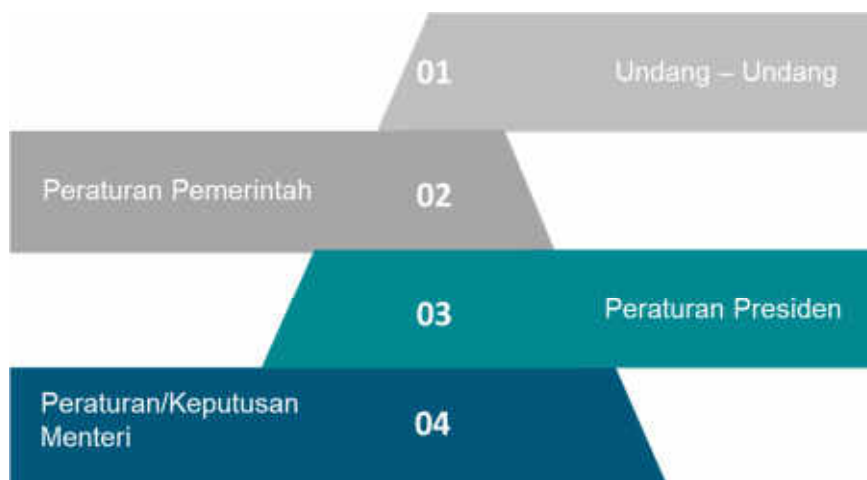 01 Undang – Undang
Peraturan Pemerintah 02
03 Peraturan Presiden
Peraturan/Keputusan
Menteri
04